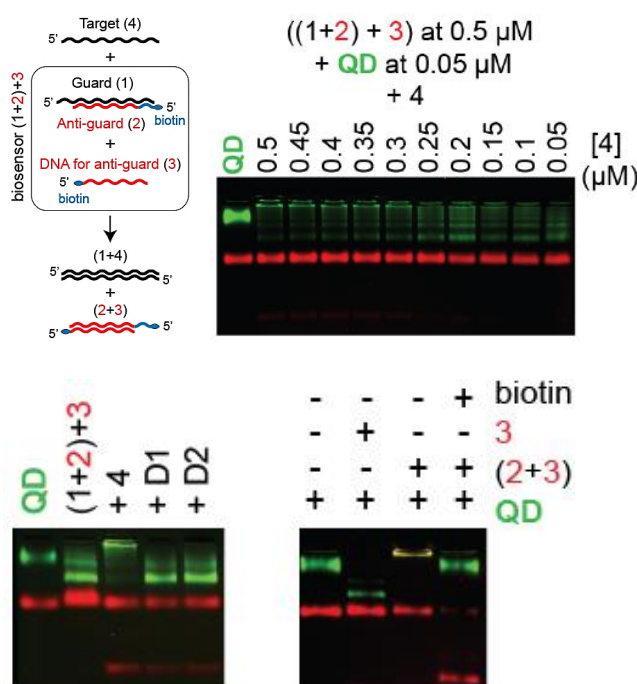 Target (4)
5'
+
biosensor (1+2)+3
Guard (1)
5'
5'
Anti-guard (2)
biotin
+
DNA for anti-guard (3)
5'
biotin
(1+4)
5'
5'
+
(2+3)
5'
5'
((1+2) + 3) at 0.5 µM
+ QD at 0.05 µM
+ 4
QD
0.5
0.45
0.4
0.35
0.3
0.25
0.2
0.15
0.1
0.05
[4]
(µM)
QD
(1+2)+3
+ 4
+ D1
+ D2
- - - + biotin
- + - - 3
- - + + (2+3)
+ + + + QD